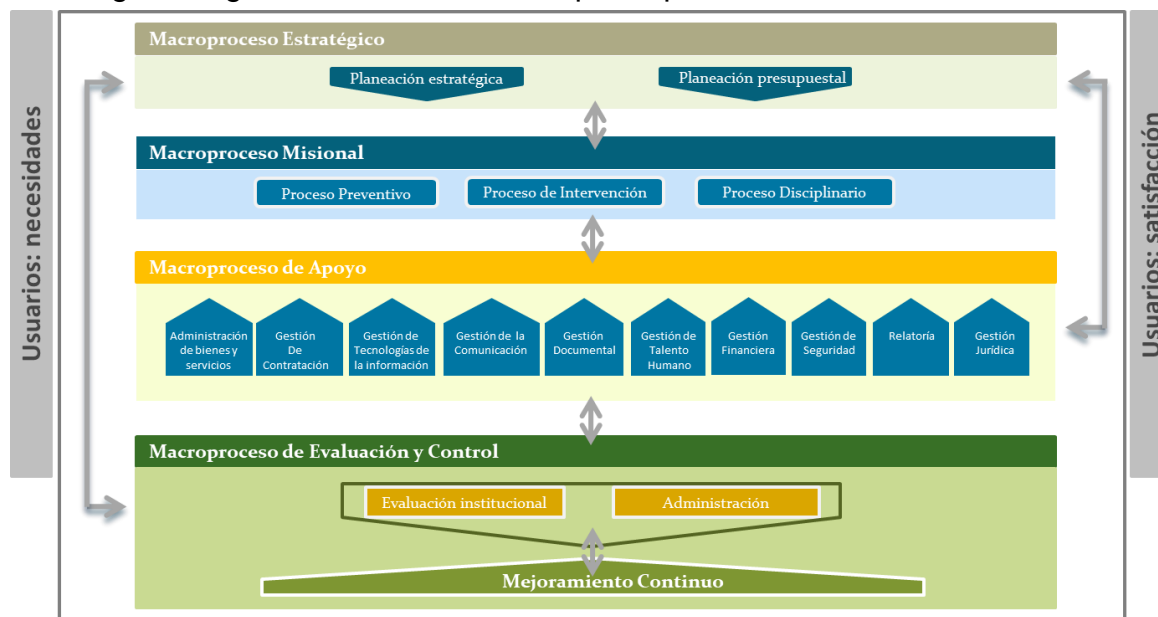 Macroproceso Estratégico
Planeación estratégica
Planeación presupuestal
Macroproceso Misional
Proceso Preventivo
Proceso de Intervención
Proceso Disciplinario
Macroproceso de Apoyo
Administración
de bienes y
servicios
Gestión
De
Contratación
Gestión de
Tecnologías de
la información
Gestión de la
Comunicación
Gestión
Documental
Gestión de
Talento
Humano
Gestión
Financiera
Gestión de
Seguridad
Relatoría
Gestión
Jurídica
Macroproceso de Evaluación y Control
Evaluación institucional
Administración
Mejoramiento Continuo
Usuarios: necesidades
Usuarios: satisfacción